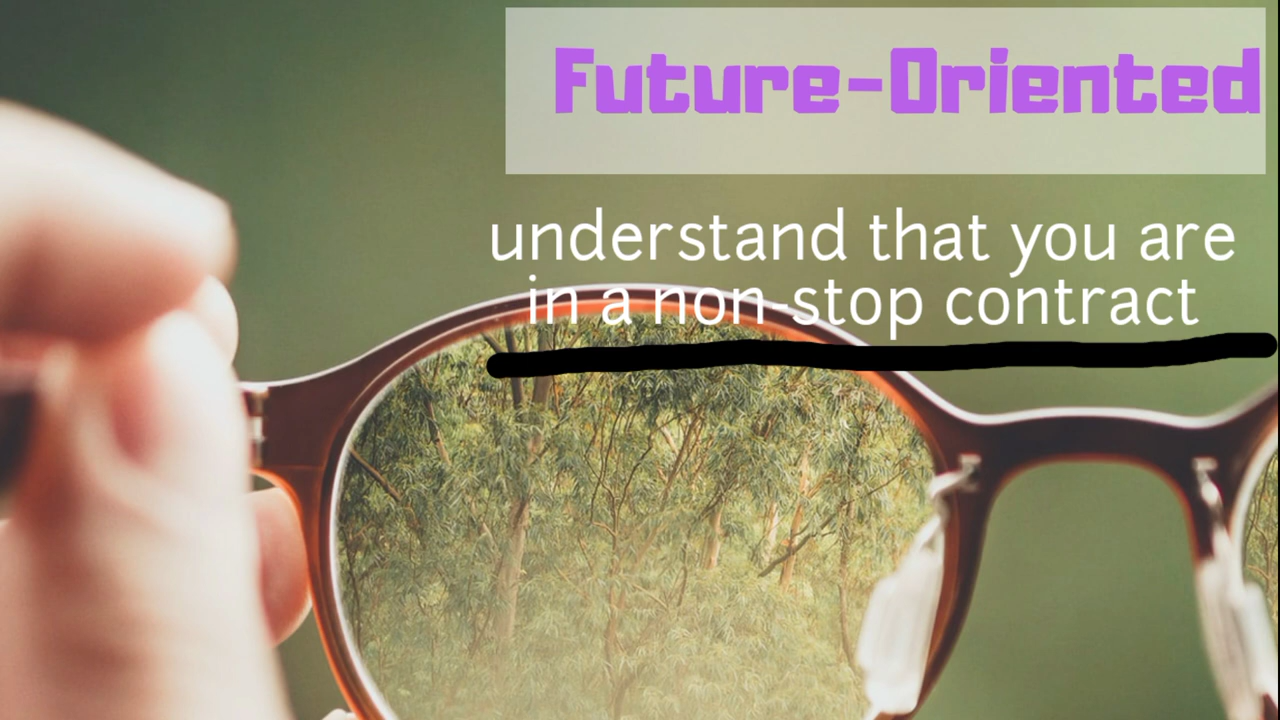 Future-Oriented
understand that you are
in a non-stop contract